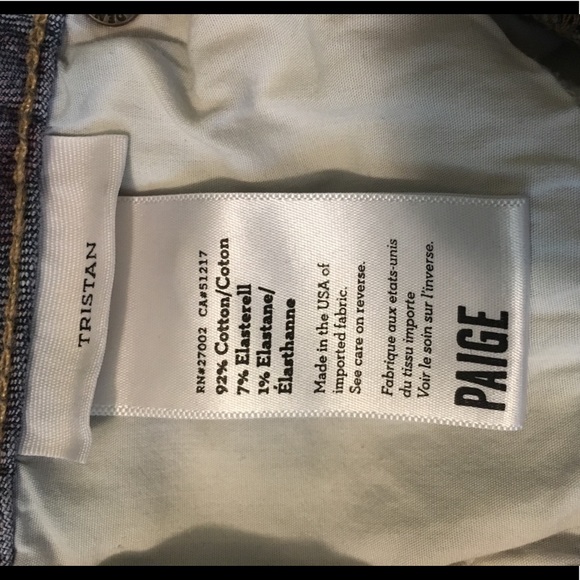 TRISTAN
RN#27002 CA#51217
92% Cotton/Coton
7% Elasterell
1% Elastane/
Élasthanne
Made in the USA of
imported fabric.
See care on reverse.
Fabrique aux etats-unis
du tissu importe
Voir le soin sur l'inverse.
PAIGE